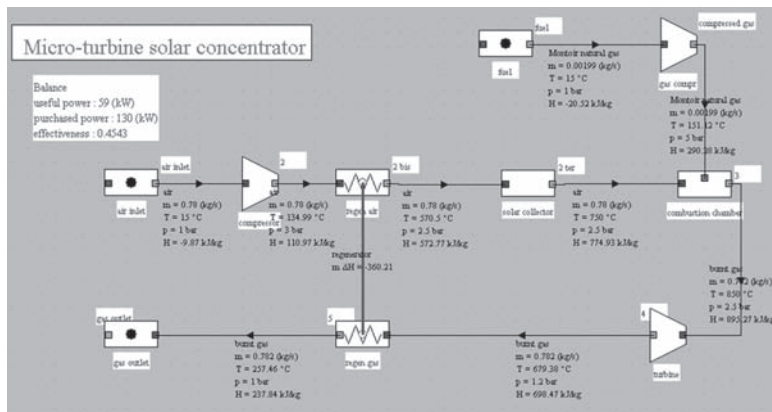 Micro-turbine solar concentrator
Balance
useful power : 59 (kW)
purchased power : 130 (kW)
effectiveness : 0.4543
fuel
fuel
Montoir natural gas
m = 0.00199 (kg/s)
T = 15 °C
p = 1 bar
H = -20.52 kJ/kg
compressed gas
gas compr
Montoir natural gas
m = 0.00199 (kg/s)
T = 151.12 °C
p = 5 bar
air inlet
air inlet
air
m = 0.78 (kg/s)
T = 15 °C
p = 1 bar
H = -9.87 kJ/kg
2
compressor
air
m = 0.78 (kg/s)
T = 134.99 °C
p = 3 bar
H = 110.97 kJ/kg
2 bis
regen air
air
m = 0.78 (kg/s)
T = 570.5 °C
p = 2.5 bar
H = 572.77 kJ/kg
regenerator
m ΔH = -360.21
2 ter
solar collector
air
m = 0.78 (kg/s)
T = 750 °C
p = 2.5 bar
H = 774.93 kJ/kg
3
combustion chamber
burnt gas
m = 0.782 (kg/s)
T = 850 °C
p = 2.5 bar
H = 895.27 kJ/kg
4
turbine
burnt gas
m = 0.782 (kg/s)
T = 679.38 °C
p = 1.2 bar
H = 698.47 kJ/kg
5
regen gas
burnt gas
m = 0.782 (kg/s)
T = 257.46 °C
p = 1 bar
H = 237.84 kJ/kg
gas outlet
gas outlet